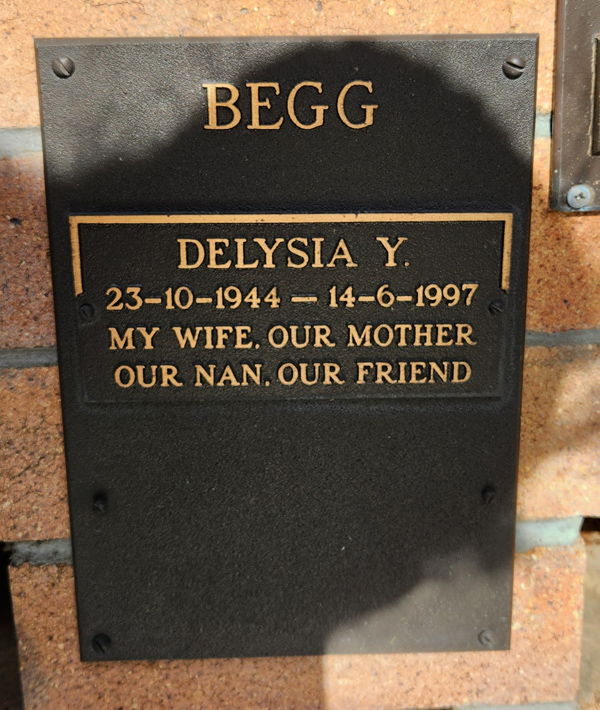 BEGG
DELYSIA Y.
23-10-1944 — 14-6-1997
MY WIFE. OUR MOTHER
OUR NAN. OUR FRIEND